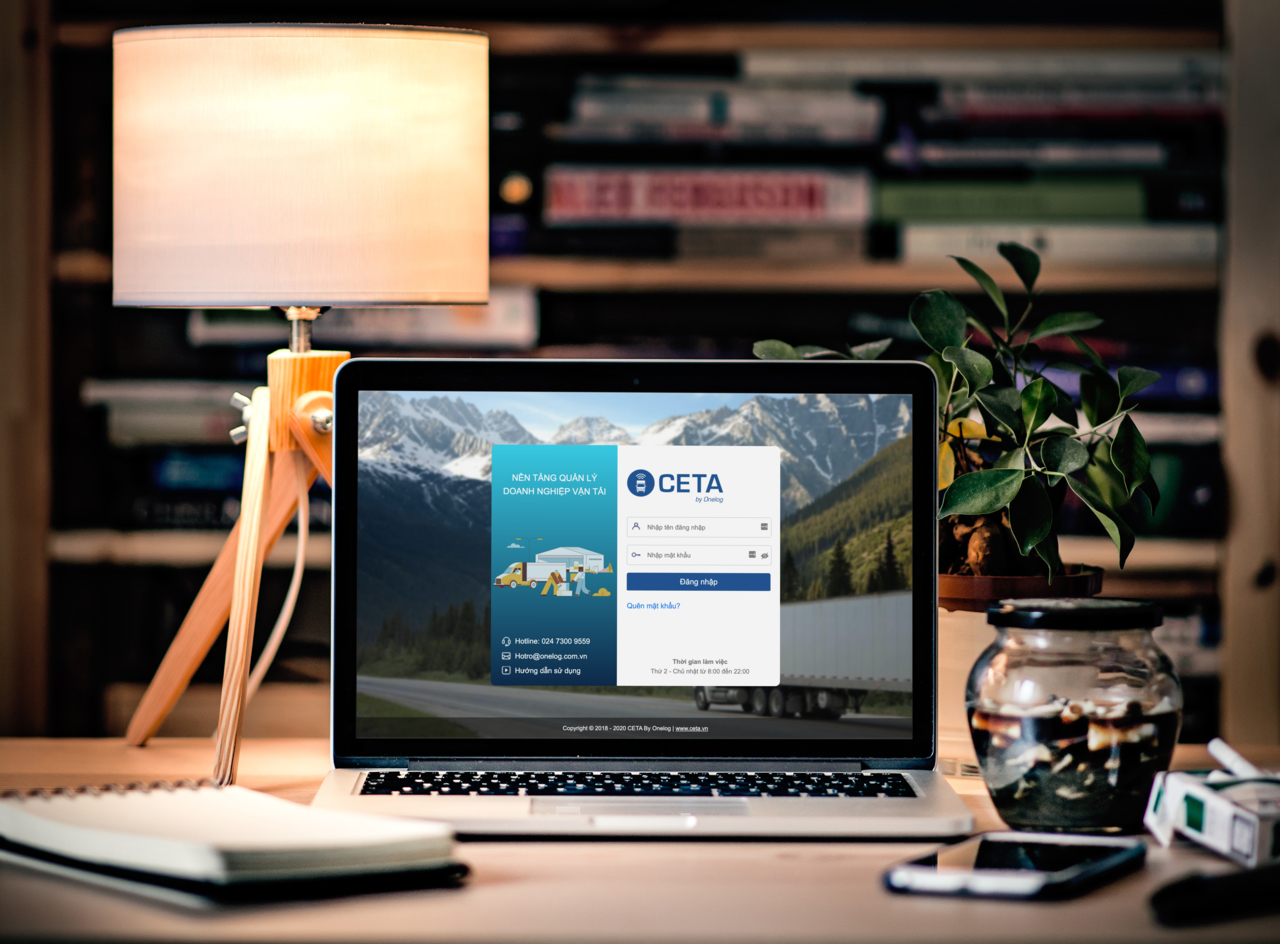 ALEX FERGUSON
NỀN TẢNG QUẢN LÝ
DOANH NGHIỆP VẬN TẢI
Hotline: 024 7300 9559
Hotro@onelog.com.vn
Hướng dẫn sử dụng
CETA
by Onelog
Nhập tên đăng nhập
Nhập mật khẩu
Đăng nhập
Quên mật khẩu?
Thời gian làm việc
Thứ 2 - Chủ nhật từ 8:00 đến 22:00
Copyright © 2018 - 2020 CETA By Onelog | www.ceta.vn